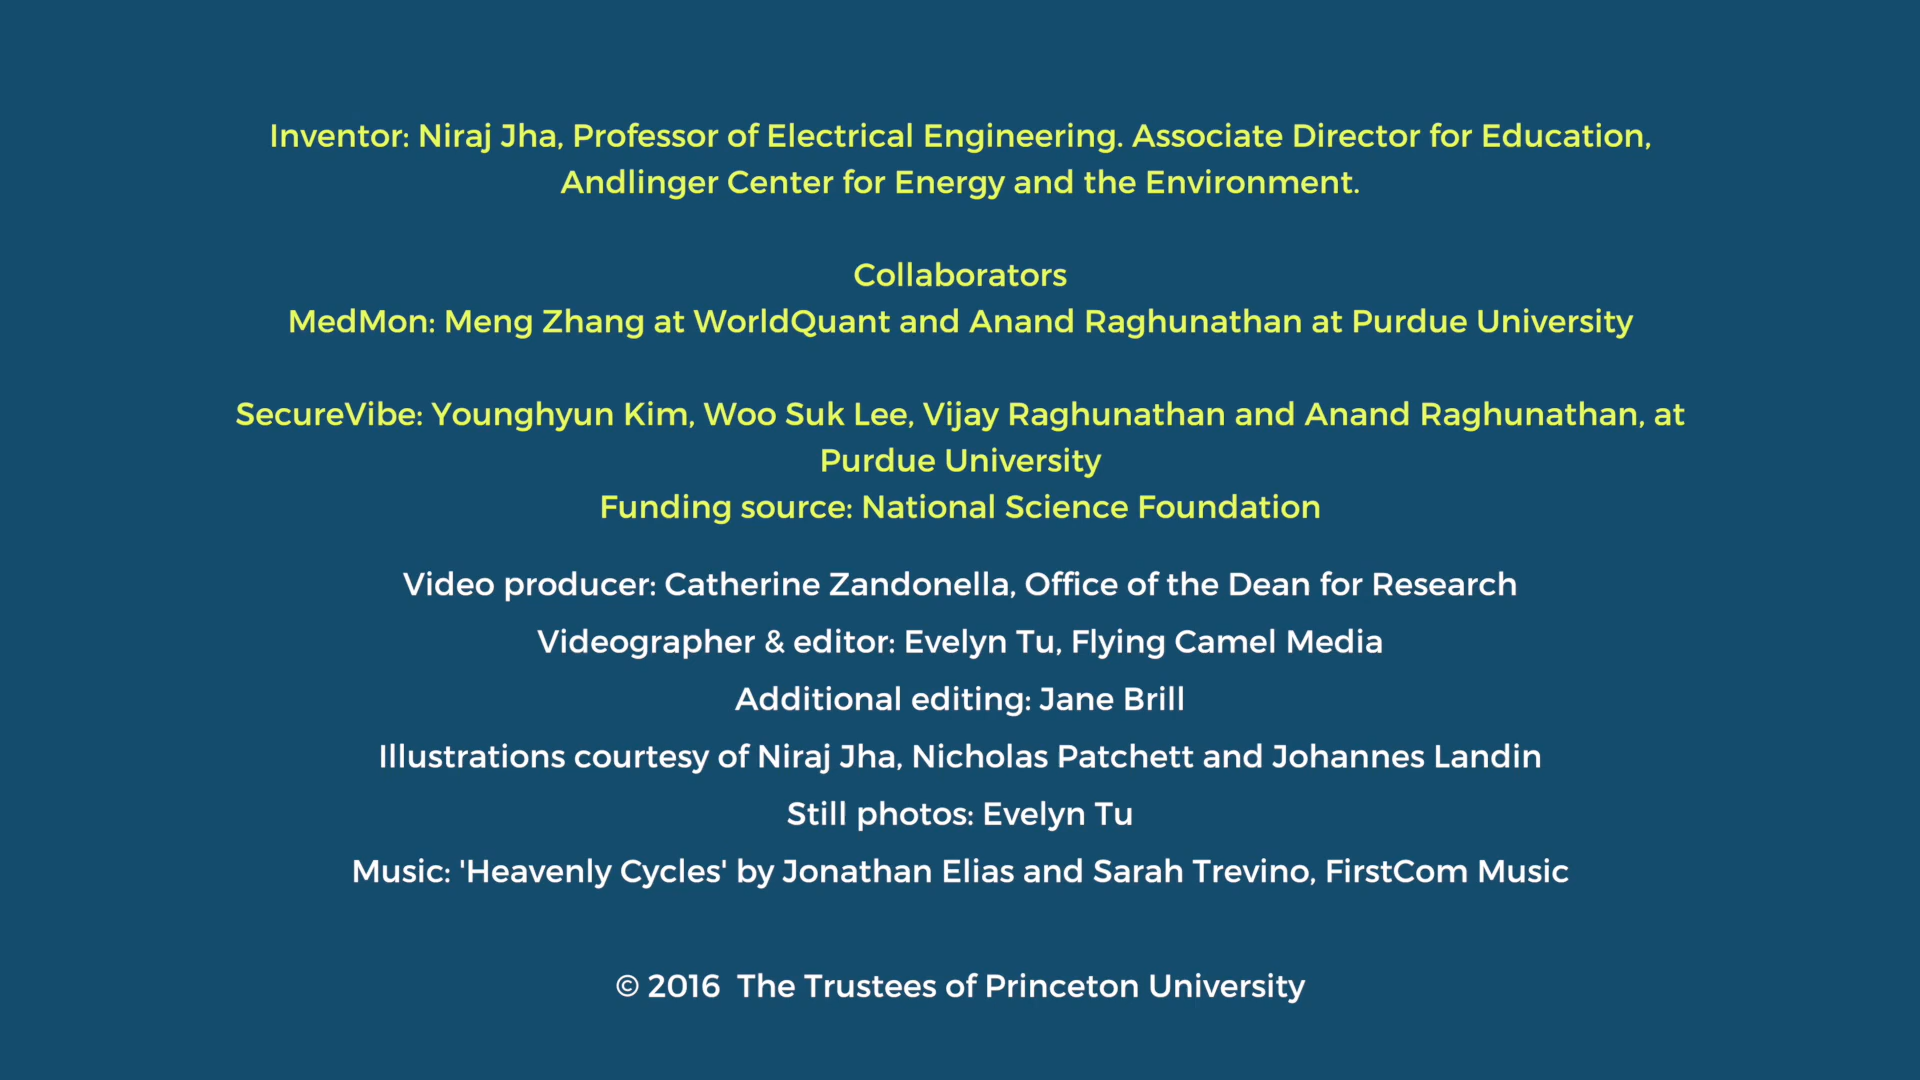 Inventor: Niraj Jha, Professor of Electrical Engineering. Associate Director for Education,
Andlinger Center for Energy and the Environment.
Collaborators
MedMon: Meng Zhang at WorldQuant and Anand Raghunathan at Purdue University
SecureVibe: Younghyun Kim, Woo Suk Lee, Vijay Raghunathan and Anand Raghunathan, at
Purdue University
Funding source: National Science Foundation
Video producer: Catherine Zandonella, Office of the Dean for Research
Videographer & editor: Evelyn Tu, Flying Camel Media
Additional editing: Jane Brill
Illustrations courtesy of Niraj Jha, Nicholas Patchett and Johannes Landin
Still photos: Evelyn Tu
Music: 'Heavenly Cycles' by Jonathan Elias and Sarah Trevino, FirstCom Music
© 2016  The Trustees of Princeton University